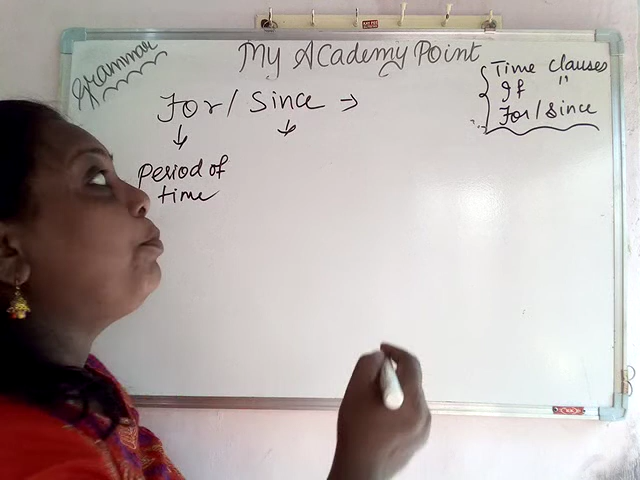 Grammar
My Academy Point
Time clauses
If "
For/since
For/Since →
Period of
time